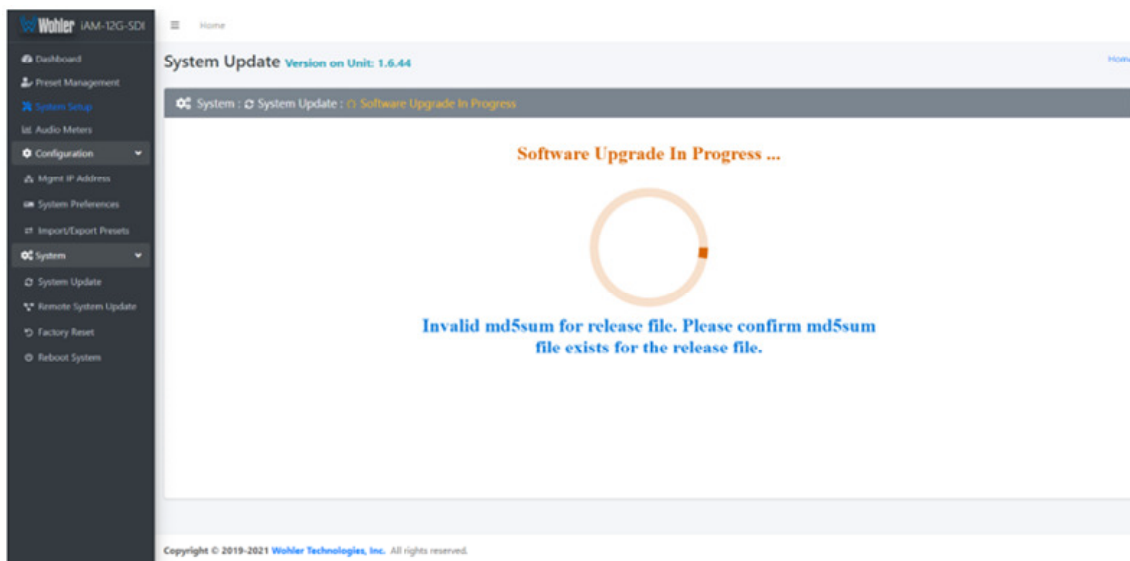 Wohler iAM-12G-SDI
Home
Dashboard
Preset Management
System Setup
Audio Meters
Configuration
Mgmt IP Address
System Preferences
Import/Export Presets
System
System Update
Remote System Update
Factory Reset
Reboot System
System Update Version on Unit: 1.6.44
Home
System : System Update : Software Upgrade In Progress
Software Upgrade In Progress ...
Invalid md5sum for release file. Please confirm md5sum
file exists for the release file.
Copyright © 2019-2021 Wohler Technologies, Inc. All rights reserved.